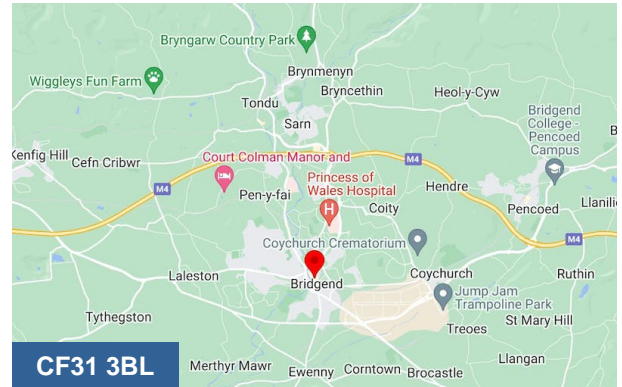 Bryngarw Country Park
Brynmenyn
Wiggleys Fun Farm
Bryncethin
Heol-y-Cyw
Tondu
Bridgend
College -
Pencoed
Campus
Sarn
Kenfig Hill
Cefn Cribwr
Court Colman Manor and
M4
M4
Princess of
Wales Hospital
H
Hendre
Pen-y-fai
Coity
Pencoed
Llanilie
Coychurch Crematorium
M4
Laleston
Bridgend
Coychurch
Ruthin
Jump Jam
Trampoline Park
Tythegston
Treoes
St Mary Hill
Llangan
CF31 3BL
Merthyr Mawr
Ewenny
Corntown
Brocastle